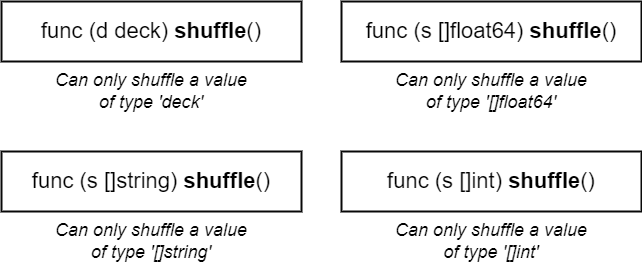 func (d deck) shuffle()
Can only shuffle a value
of type 'deck'
func (s []float64) shuffle()
Can only shuffle a value
of type '[]float64'
func (s []string) shuffle()
Can only shuffle a value
of type '[]string'
func (s []int) shuffle()
Can only shuffle a value
of type '[]int'